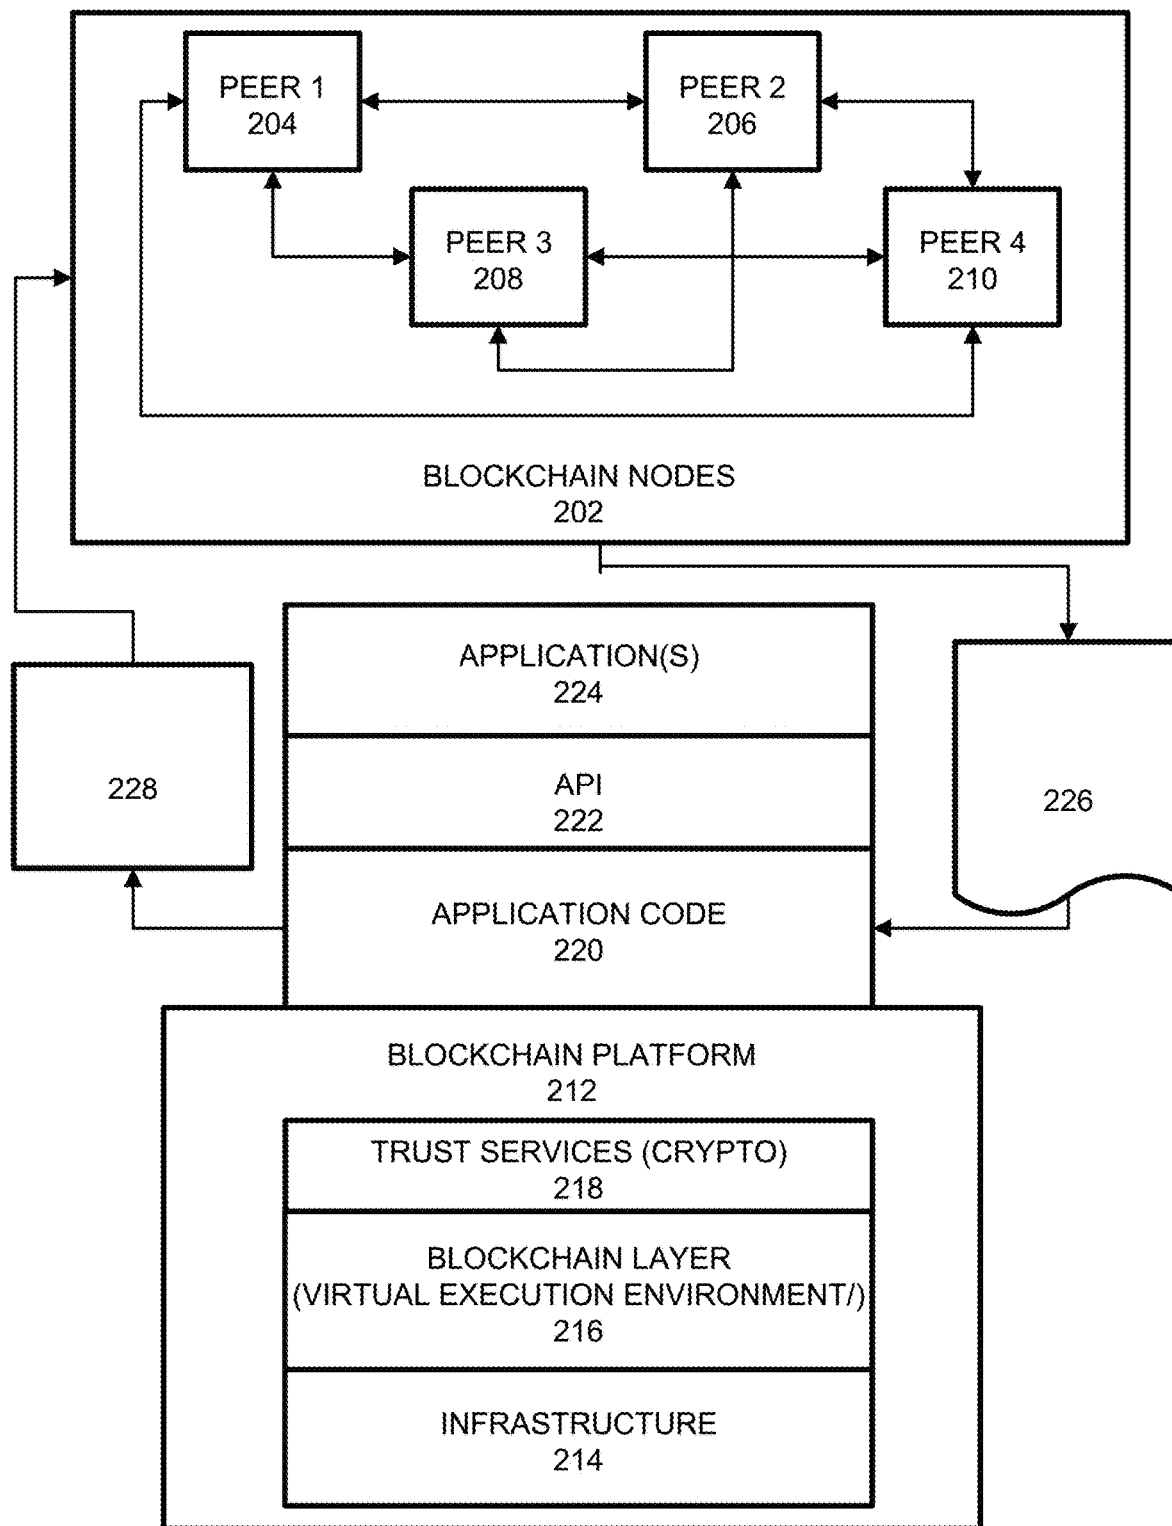 PEER 1
204
PEER 2
206
PEER 3
208
PEER 4
210
BLOCKCHAIN NODES
202
APPLICATION(S)
224
API
222
228
226
APPLICATION CODE
220
BLOCKCHAIN PLATFORM
212
TRUST SERVICES (CRYPTO)
218
BLOCKCHAIN LAYER
(VIRTUAL EXECUTION ENVIRONMENT/)
216
INFRASTRUCTURE
214